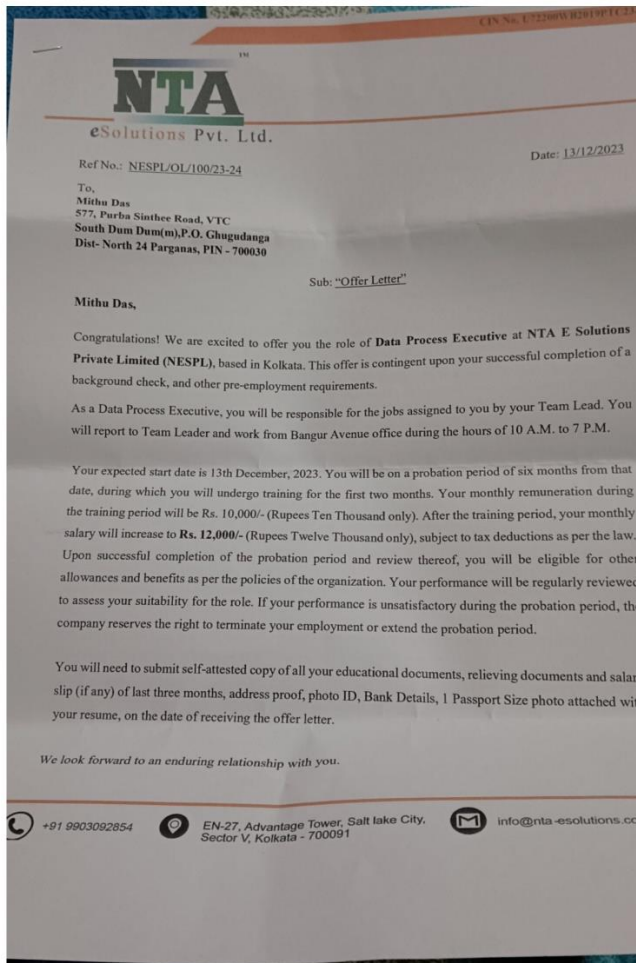 CIN No. U72200WB2019PTC23
TM
NTA
eSolutions Pvt. Ltd.
Ref No.: NESPL/OL/100/23-24
Date: 13/12/2023
To,
Mithu Das
577, Purba Sinthee Road, VTC
South Dum Dum(m),P.O. Ghugudanga
Dist- North 24 Parganas, PIN - 700030
Sub: "Offer Letter"
Mithu Das,
Congratulations! We are excited to offer you the role of Data Process Executive at NTA E Solutions
Private Limited (NESPL), based in Kolkata. This offer is contingent upon your successful completion of a
background check, and other pre-employment requirements.
As a Data Process Executive, you will be responsible for the jobs assigned to you by your Team Lead. You
will report to Team Leader and work from Bangur Avenue office during the hours of 10 A.M. to 7 P.M.
Your expected start date is 13th December, 2023. You will be on a probation period of six months from that
date, during which you will undergo training for the first two months. Your monthly remuneration during
the training period will be Rs. 10,000/- (Rupees Ten Thousand only). After the training period, your monthly
salary will increase to Rs. 12,000/- (Rupees Twelve Thousand only), subject to tax deductions as per the law.
Upon successful completion of the probation period and review thereof, you will be eligible for other
allowances and benefits as per the policies of the organization. Your performance will be regularly reviewed
to assess your suitability for the role. If your performance is unsatisfactory during the probation period, th
company reserves the right to terminate your employment or extend the probation period.
You will need to submit self-attested copy of all your educational documents, relieving documents and salar
slip (if any) of last three months, address proof, photo ID, Bank Details, 1 Passport Size photo attached wit
your resume, on the date of receiving the offer letter.
We look forward to an enduring relationship with you.
+91 9903092854
EN-27, Advantage Tower, Salt lake City,
Sector V, Kolkata - 700091
info@nta-esolutions.co